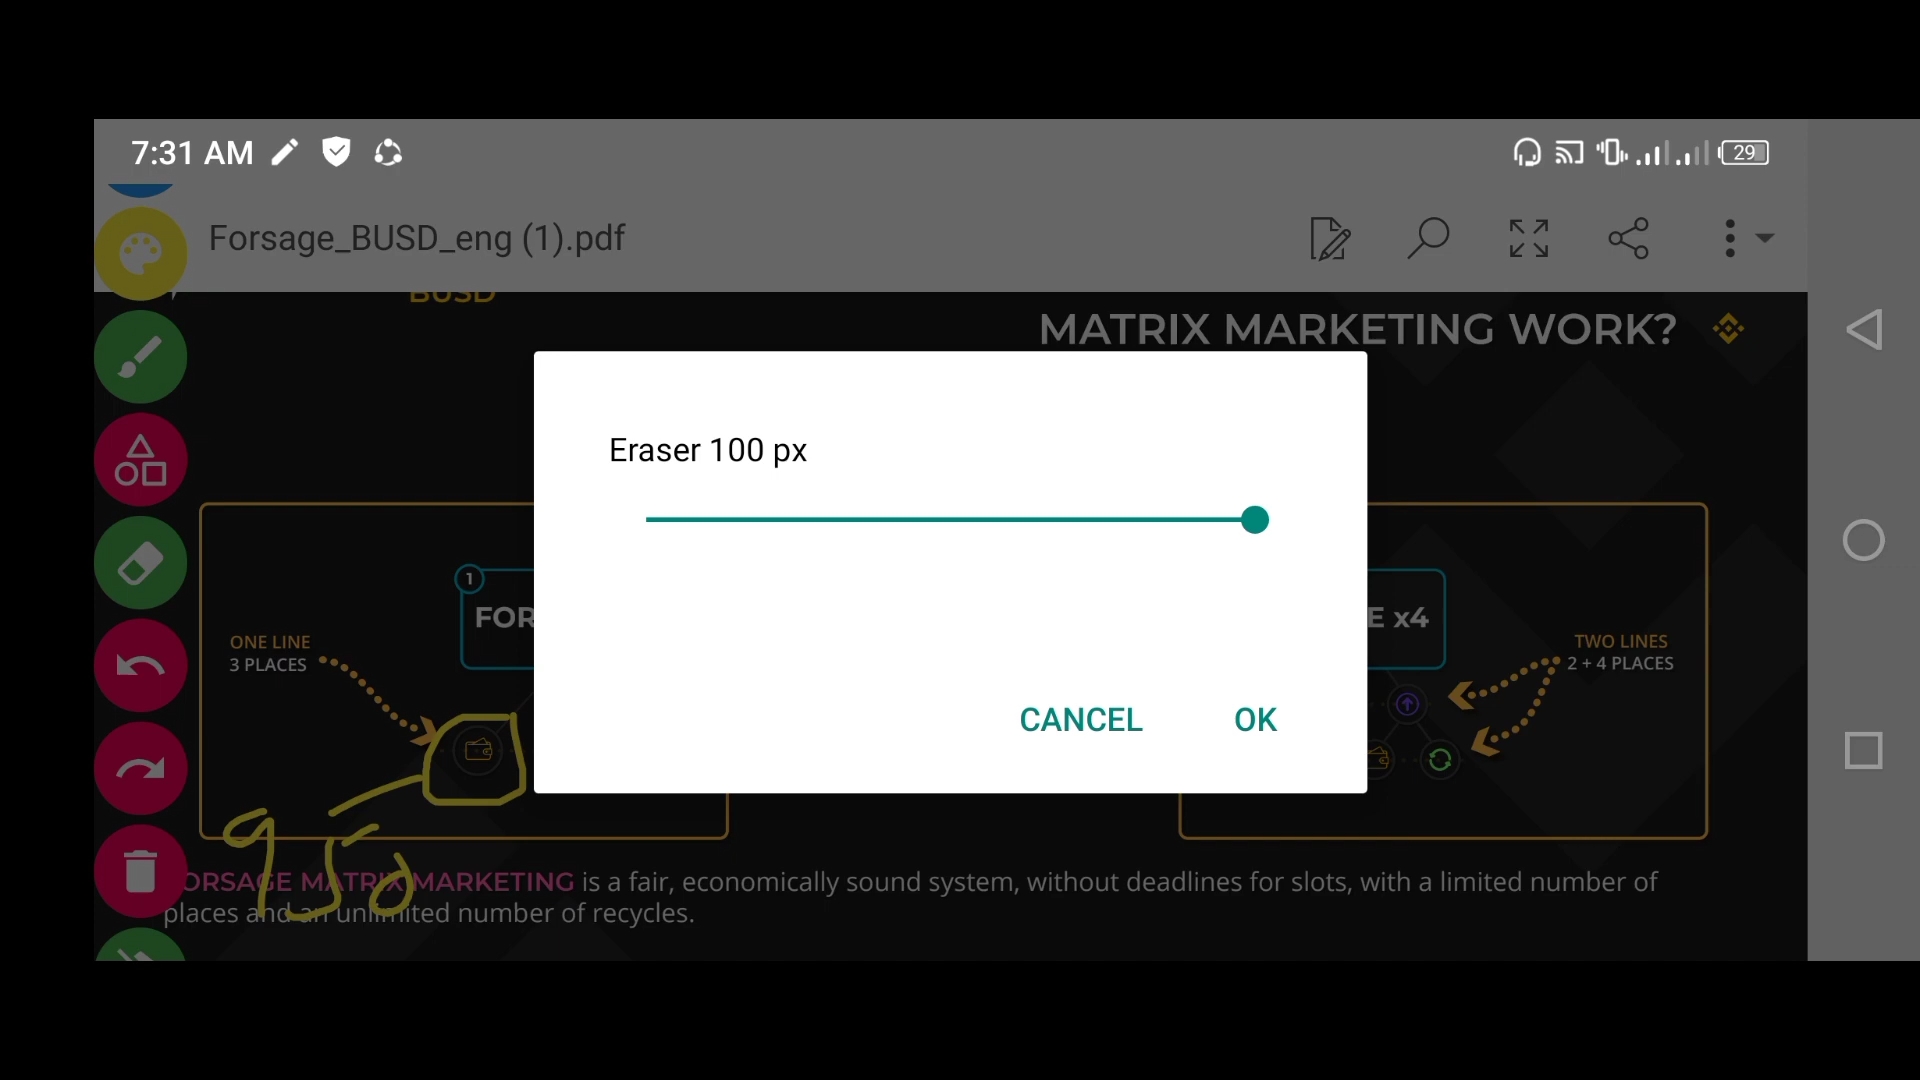 7:31 AM
29
Forsage_BUSD_eng (1).pdf
BUSD
MATRIX MARKETING WORK?
Eraser 100 px
1
FOR
E x4
ONE LINE
3 PLACES
TWO LINES
2 + 4 PLACES
CANCEL
OK
950
ORSAGE MATRIX MARKETING is a fair, economically sound system, without deadlines for slots, with a limited number of
places and an unlimited number of recycles.